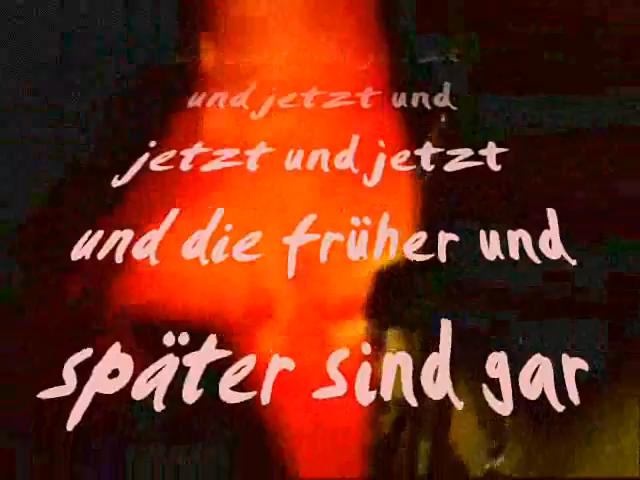 und jetzt und
jetzt und jetzt
und die früher und
später sind gar